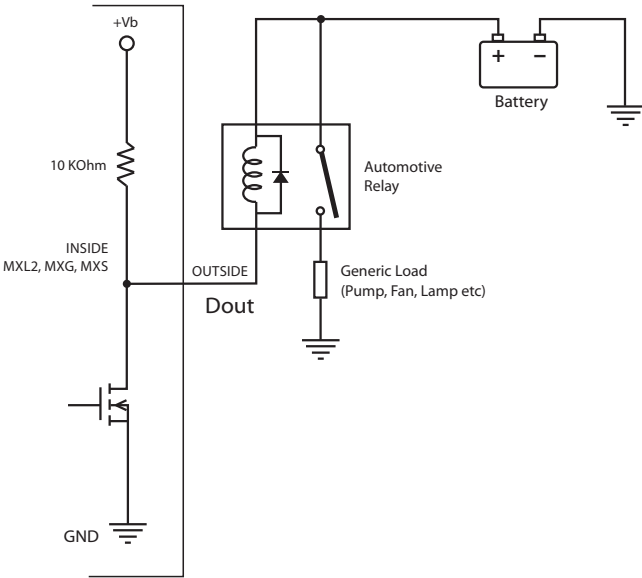 +Vb
10 KOhm
INSIDE
MXL2, MXG, MXS
OUTSIDE
Dout
GND
+ –
Battery
Automotive
Relay
Generic Load
(Pump, Fan, Lamp etc)